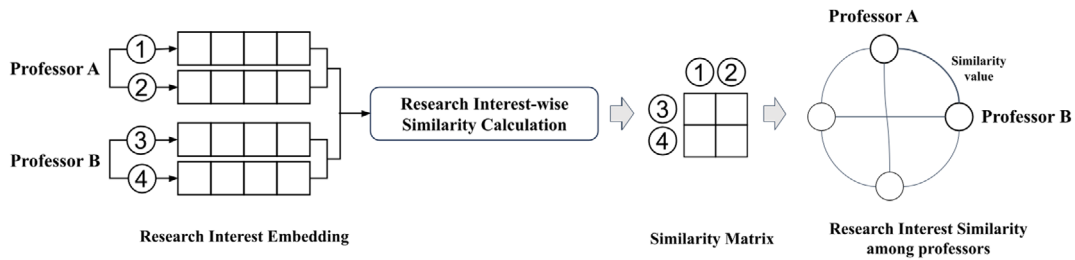 Professor A
1
2
Professor B
3
4
Research Interest Embedding
Research Interest-wise
Similarity Calculation
1 2
3
4
Similarity Matrix
Professor A
Similarity
value
Professor B
Research Interest Similarity
among professors